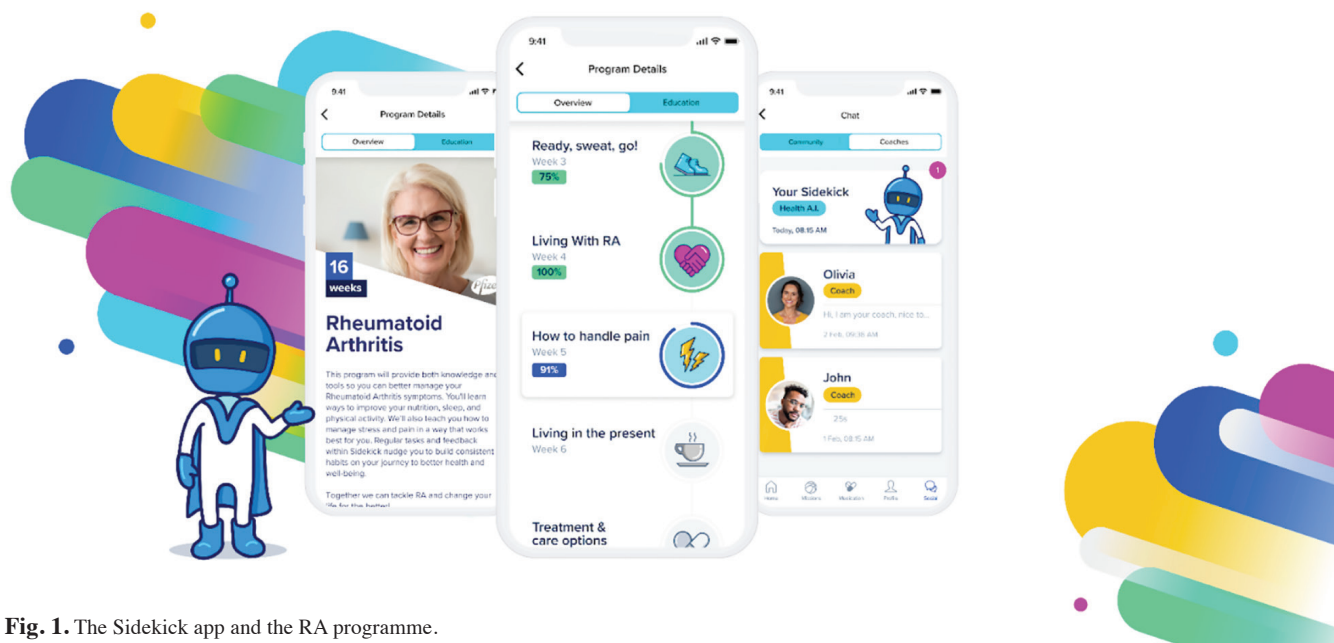 9:41
Program Details
Overview
Education
16
weeks
Pfizer
Rheumatoid
Arthritis
This program will provide both knowledge and
tools so you can better manage your
Rheumatoid Arthritis symptoms. You'll learn
ways to improve your nutrition, sleep, and
physical activity. We'll also teach you how to
manage stress and pain in a way that works
best for you. Regular tasks and feedback
within Sidekick nudge you to build consistent
habits on your journey to better health and
well-being.
Together we can tackle RA and change your
life for the better!
9:41
Program Details
Overview
Education
Ready, sweat, go!
Week 3
75%
Living With RA
Week 4
100%
How to handle pain
Week 5
91%
Living in the present
Week 6
Treatment &
care options
9:41
Chat
Community
Coaches
1
Your Sidekick
Health A.I.
Today, 08.15 AM
Olivia
Coach
Hi, I am your coach, nice to...
2 Feb, 09:36 AM
John
Coach
25s
1 Feb, 08.15 AM
Home
Missions
Medication
Profile
Social
Fig. 1. The Sidekick app and the RA programme.